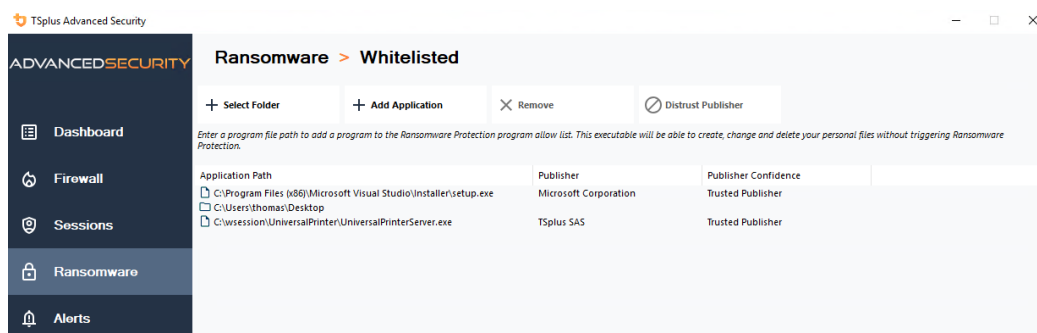 TSplus Advanced Security
ADVANCEDSECURITY
Ransomware > Whitelisted
+ Select Folder
+ Add Application
Remove
Distrust Publisher
Enter a program file path to add a program to the Ransomware Protection program allow list. This executable will be able to create, change and delete your personal files without triggering Ransomware
Protection.
Dashboard
Firewall
Sessions
Ransomware
Alerts
Application Path Publisher Publisher Confidence
C:\Program Files (x86)\Microsoft Visual Studio\Installer\setup.exe Microsoft Corporation Trusted Publisher
C:\Users\thomas\Desktop
C:\wsession\UniversalPrinter\UniversalPrinterServer.exe TSplus SAS Trusted Publisher